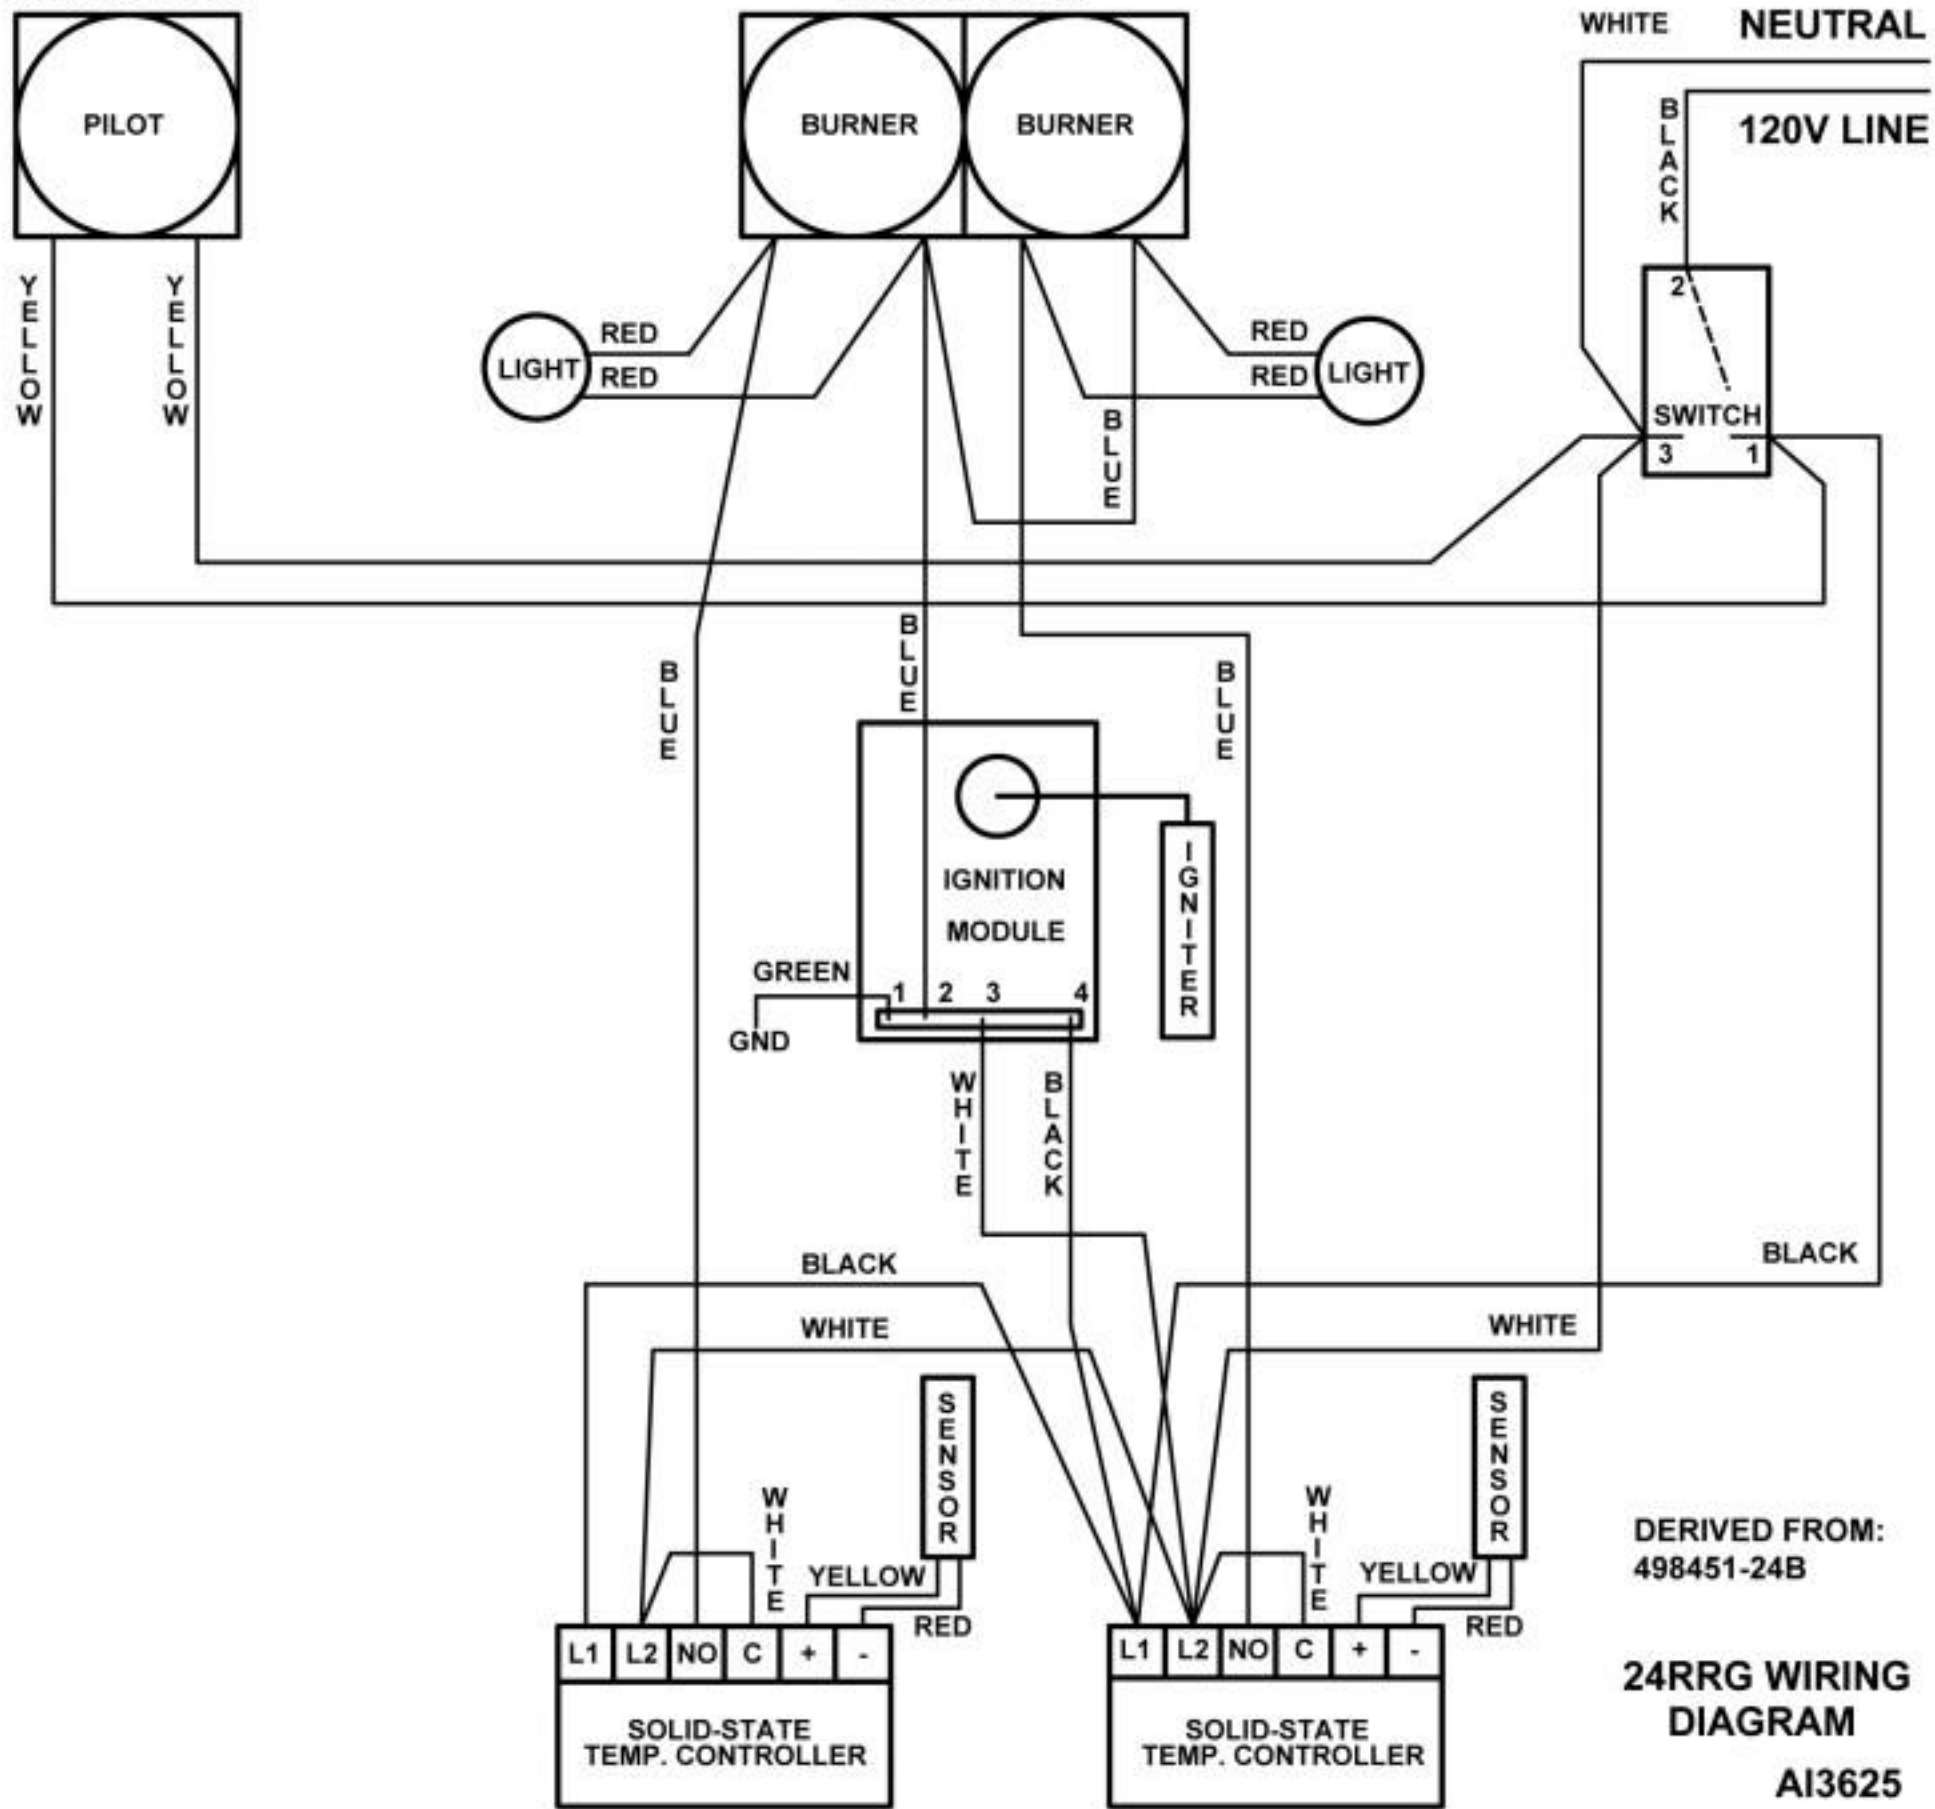 WHITE NEUTRAL
PILOT
BURNER BURNER
BLACK
120V LINE
YELLOW
YELLOW
2
LIGHT
RED
RED
RED
RED
LIGHT
SWITCH
3 1
BLUE
BLUE
BLUE
BLUE
IGNITION
MODULE
IGNITER
GREEN
1 2 3 4
GND
WHITE
BLACK
BLACK
BLACK
WHITE
WHITE
SENSOR
SENSOR
WHITE
YELLOW
RED
WHITE
YELLOW
RED
DERIVED FROM:
498451-24B
L1 L2 NO C + -
L1 L2 NO C + -
SOLID-STATE
TEMP. CONTROLLER
SOLID-STATE
TEMP. CONTROLLER
24RRG WIRING
DIAGRAM
AI3625